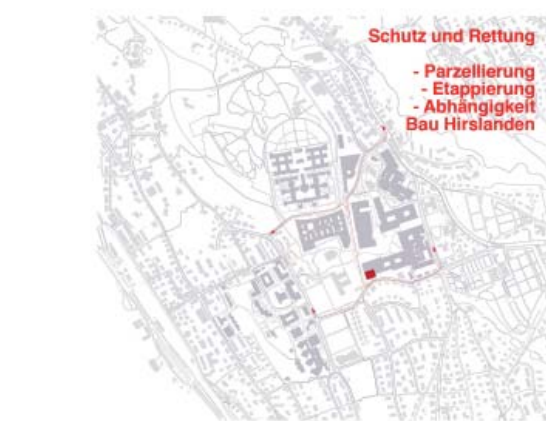 Schutz und Rettung
- Parzellierung
- Etappierung
- Abhängigkeit
Bau Hirslanden